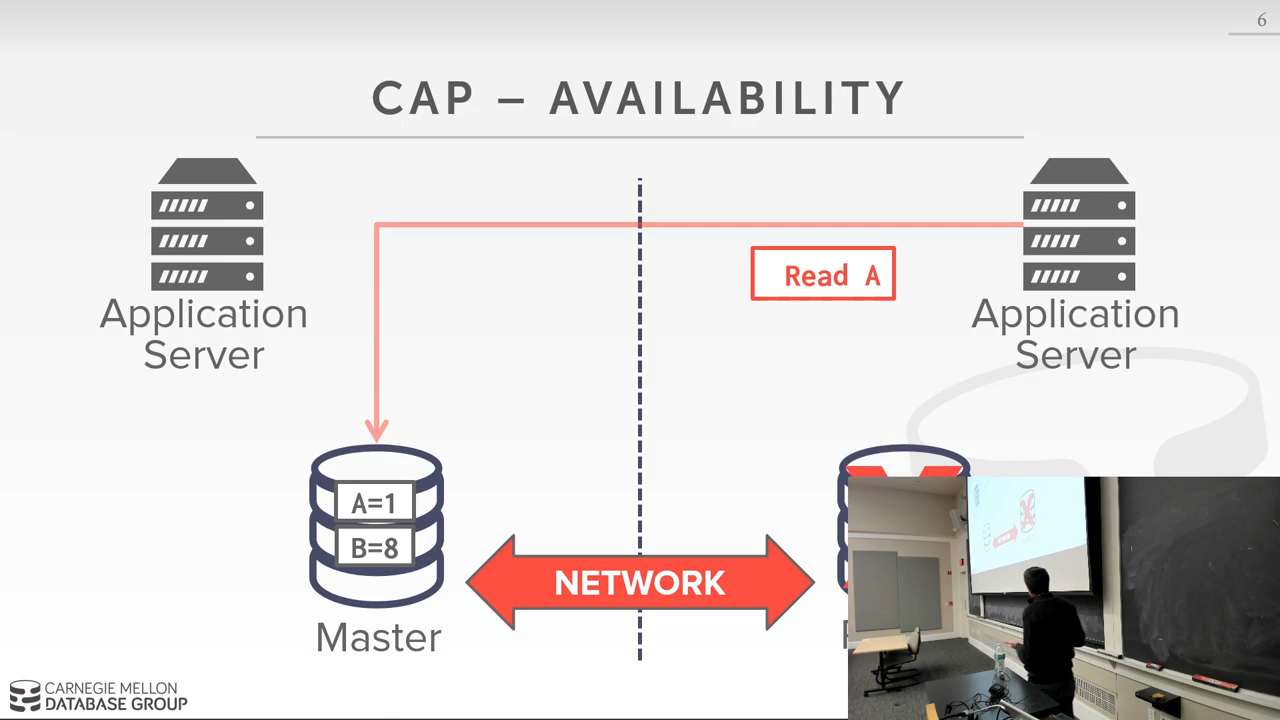 6
CAP – AVAILABILITY
Application
Server
Read A
Application
Server
A=1
B=8
NETWORK
Master
CARNEGIE MELLON
DATABASE GROUP